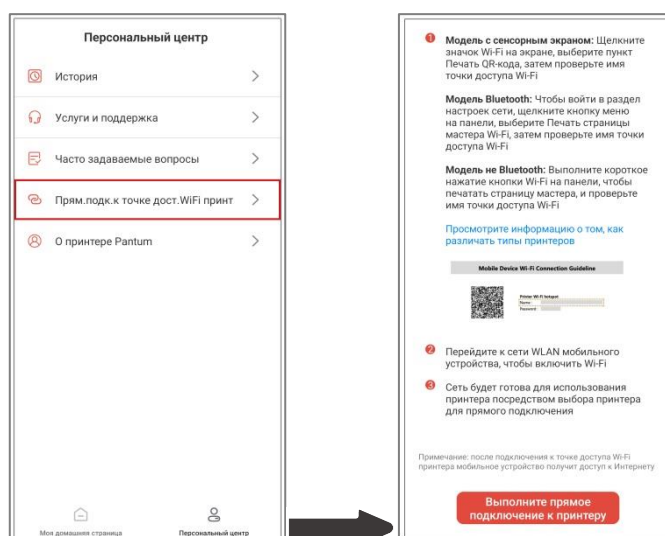 Персональный центр
История
Услуги и поддержка
Часто задаваемые вопросы
Прям.подк.к точке дост.WiFi принт
О принтере Pantum
Моя домашняя страница
Персональный центр
1 Модель с сенсорным экраном: Щелкните
значок Wi-Fi на экране, выберите пункт
Печать QR-кода, затем проверьте имя
точки доступа Wi-Fi
Модель Bluetooth: Чтобы войти в раздел
настроек сети, щелкните кнопку меню
на панели, выберите Печать страницы
мастера Wi-Fi, затем проверьте имя точки
доступа Wi-Fi
Модель не Bluetooth: Выполните короткое
нажатие кнопки Wi-Fi на панели, чтобы
печатать страницу мастера, и проверьте
имя точки доступа Wi-Fi
Просмотрите информацию о том, как
различать типы принтеров
Mobile Device Wi-Fi Connection Guideline
Printer Wi-Fi hotspot
Name:
Password:
2 Перейдите к сети WLAN мобильного
устройства, чтобы включить Wi-Fi
3 Сеть будет готова для использования
принтера посредством выбора принтера
для прямого подключения
Примечание: после подключения к точке доступа Wi-Fi
принтера мобильное устройство получит доступ к Интернету
Выполните прямое
подключение к принтеру